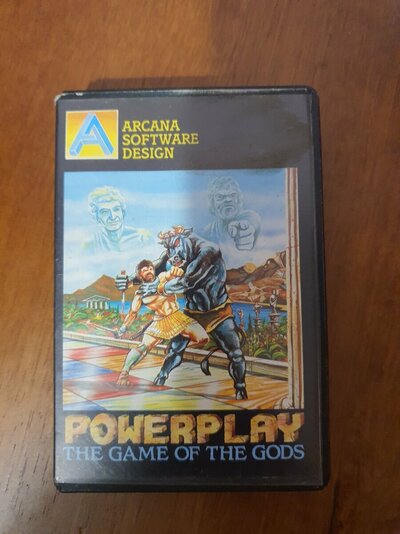 ARCANA
SOFTWARE
DESIGN
POWERPLAY
THE GAME OF THE GODS